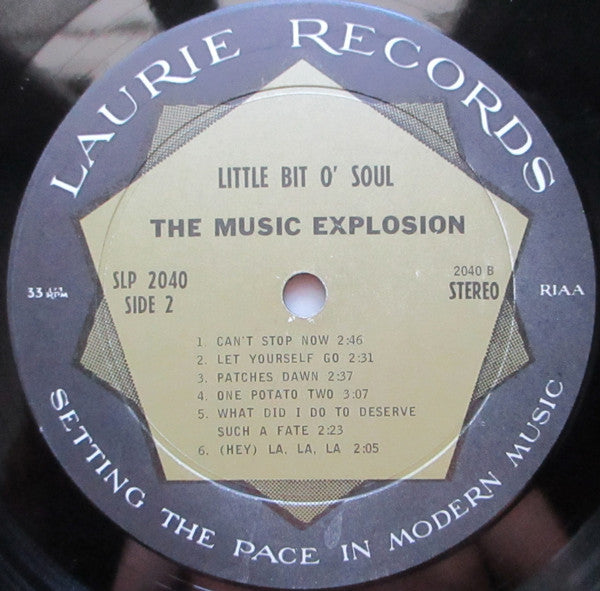 LAURIE RECORDS
LITTLE BIT O' SOUL
THE MUSIC EXPLOSION
SLP 2040
SIDE 2
2040 B
STEREO
33 1/3 RPM
RIAA
1. CAN'T STOP NOW 2:46
2. LET YOURSELF GO 2:31
3. PATCHES DAWN 2:37
4. ONE POTATO TWO 3:07
5. WHAT DID I DO TO DESERVE
SUCH A FATE 2:23
6. (HEY) LA, LA, LA 2:05
SETTING THE PACE IN MODERN MUSIC